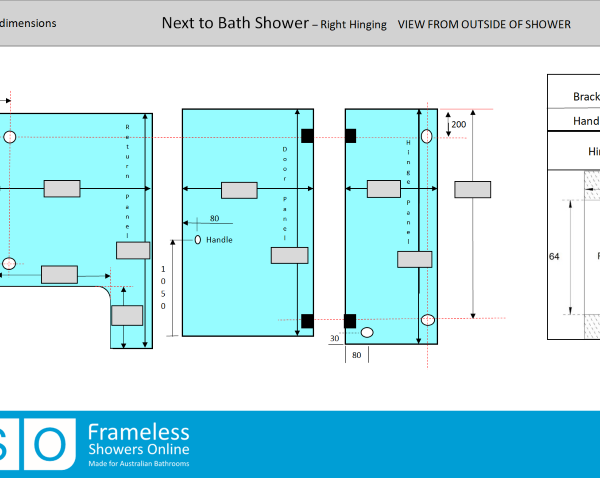 dimensions
Next to Bath Shower – Right Hinging VIEW FROM OUTSIDE OF SHOWER
Brack
Hand
Hin
200
Return Panel
Door Panel
Hinge Panel
80
Handle
1050
64
30
80
SO
Frameless
Showers Online
Made for Australian Bathrooms